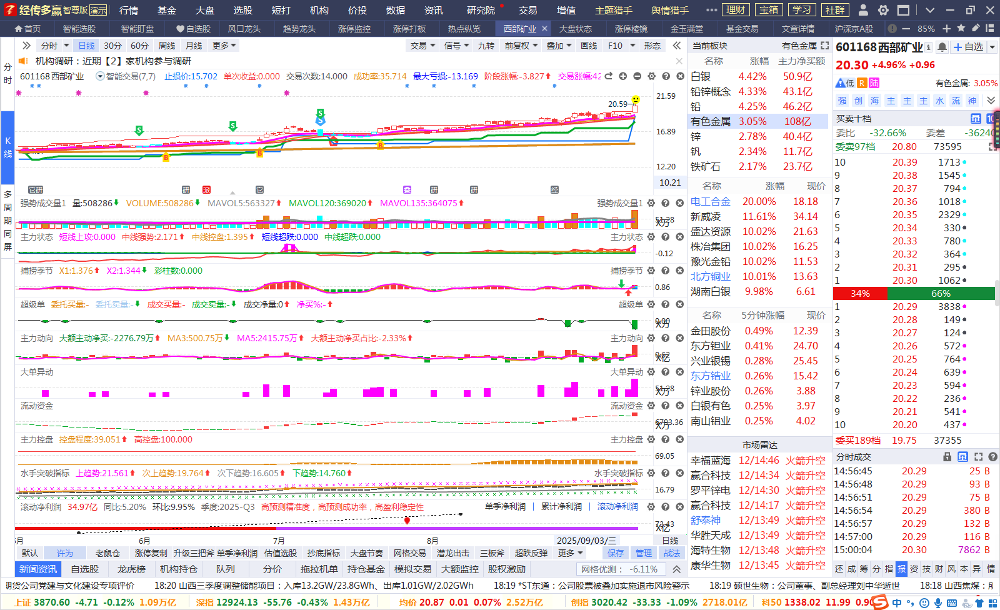 经传多赢 智尊版 演示 行情 基金 大盘 选股 短打 机构 价投 数据 资讯 研究院 交易 增值 主题猎手 舆情猎手 理财 宝箱 学习 社群
首页 智能选股 智能盯盘 自选股 风口龙头 趋势龙头 涨停监控 涨停打板 热点纵览 西部矿业 大盘状态 涨停棱镜 金玉满堂 基金交易 文章详情 沪深京A股 85%
分时 日线 30分 60分 周线 月线 更多 交易 信号 九转 前复权 叠加 画线 F10 形态
机构调研：近期【2】家机构参与调研
601168 西部矿业 智能交易(7,7) 止损价:15.702 单次收益:0.000 交易次数:14.000 成功率:35.714 最大亏损:-13.169 阶段涨幅:-3.827 交易涨幅:42
分时
K线
多周期同屏
21.59
20.59
16.89
12.20
10.21
S S S S
B B B
它 研 研 派 它 研 研 经
强势成交量1 量:508286 VOLUME:508286 MAVOL5:563327 MAVOL120:369020 MAVOL135:364075 强势成交量1
51.28
X万
主力状态 短线上攻:0.000 中线强势:2.171 中线控盘:1.395 短线超跌:0.000 中线超跌:0.000 主力状态
-0.12
捕捞季节 X1:1.376 X2:1.344 彩柱数:0.000 捕捞季节
0.86
超级单 委托买量:- 委托卖量:- 成交买量:- 成交卖量:- 成交净量:0 净买%:- 超级单
0.00
X万
主力动向 大额主动净买:-2276.79万 MA3:500.75万 MA5:2415.75万 大额主动净买占比:-2.33% 主力动向
0.62
X亿
大单异动 大单异动
51.28
X万
流动资金 流动资金
6793.36
X万
主力控盘 控盘程度:39.051 高控盘:100.000 主力控盘
69.05
水手突破指标 上趋势:21.561 次上趋势:19.764 次下趋势:16.605 下趋势:14.760 水手突破指标
16.79
滚动净利润 34.97亿 同比:5.20% 环比:9.95% 季度:2025-Q3 高预测精准度，高预测成功率，高盈利稳定性 单季净利润 | 累计净利润 | 滚动净利润
73.43
X亿
月 6月 7月 8月 2025/09/03/三 日线
默认 许为 老鼠仓 涨停复制 升级三把斧 单季净利润 估值选股 抄底指标 大盘节奏 网格交易 潜龙出击 三板斧 超跌反弹 更多 保存 管理 战法
新闻资讯 自选股 龙虎榜 机构持仓 队列 分价 拖拉机单 持仓基金 模拟交易 大额监控 股权激励 网格优测： -6.11%
当前板块 有色金属
名称 涨幅 主力净买额
白银 4.42% 50.9亿
铅锌概念 4.33% 43.1亿
铅 4.25% 46.2亿
有色金属 3.05% 108亿
锌 2.78% 40.4亿
钒 2.34% 11.7亿
铁矿石 2.17% 23.7亿
名称 涨幅 现价
电工合金 20.00% 18.18
新威凌 11.61% 34.14
盛达资源 10.02% 21.63
株冶集团 10.02% 16.25
豫光金铅 10.02% 11.53
北方铜业 10.01% 13.63
湖南白银 9.98% 6.61
名称 5分钟涨幅 现价
金田股份 0.49% 12.39
东方钽业 0.41% 24.70
兴业银锡 0.28% 25.45
东方锆业 0.26% 15.42
锌业股份 0.26% 3.88
白银有色 0.25% 3.97
南山铝业 0.25% 4.02
市场雷达
幸福蓝海 12/14:46 火箭升空
赢合科技 12/14:34 火箭升空
罗平锌电 12/14:30 火箭升空
赢合科技 12/14:17 火箭升空
舒泰神 12/13:49 火箭升空
华胜天成 12/13:49 火箭升空
海特生物 12/13:48 火箭升空
康华生物 12/13:45 火箭升空
601168 西部矿业 自选
20.30 +4.96% +0.96
低 R 陆 有色金属: 3.05%
强 创 海 主 主 主 水 流 神
买卖十档 量 10
委比 -32.66% 委差 -36240
委卖97档 20.80 73595
10 20.39 1713
9 20.38 1545
8 20.37 794
7 20.36 1018
6 20.35 2329
5 20.34 330
4 20.33 780
3 20.32 364
2 20.31 295
1 20.30 1062
34% 66%
1 20.29 3838
2 20.28 149
3 20.27 124
4 20.26 572
5 20.25 764
6 20.24 639
7 20.23 594
8 20.22 236
9 20.21 541
10 20.20 437
委买189档 19.75 37355
分时成交 量
14:56:45 20.29 25 B
14:56:48 20.29 93 B
14:56:51 20.29 75 B
14:56:54 20.29 380 B
14:56:57 20.29 132 B
14:57:00 20.29 116 B
15:00:04 20.30 7862 B
还 成 筹 分 指 报 资 技 财 风 本 异 情
期货公司党建与文化建设专项评价 18:20 山西三季度调整储能项目：入库13.2GW/23.8GWh、出库1.01GW/2.02GWh 18:19 *ST东通：公司股票被叠加实施退市风险警示 18:19 硕世生物：公司董事、副总经理刘中华逝世 18:18 山西焦煤：所
上证 3870.60 -4.71 -0.12% 1.09万亿 深指 12924.13 -55.76 -0.43% 1.43万亿 均价 20.87 0.01 0.07% 2.52万亿 创指 3020.42 -33.33 -1.09% 2718.01亿 科50 1338.02 11.99 0.90 中